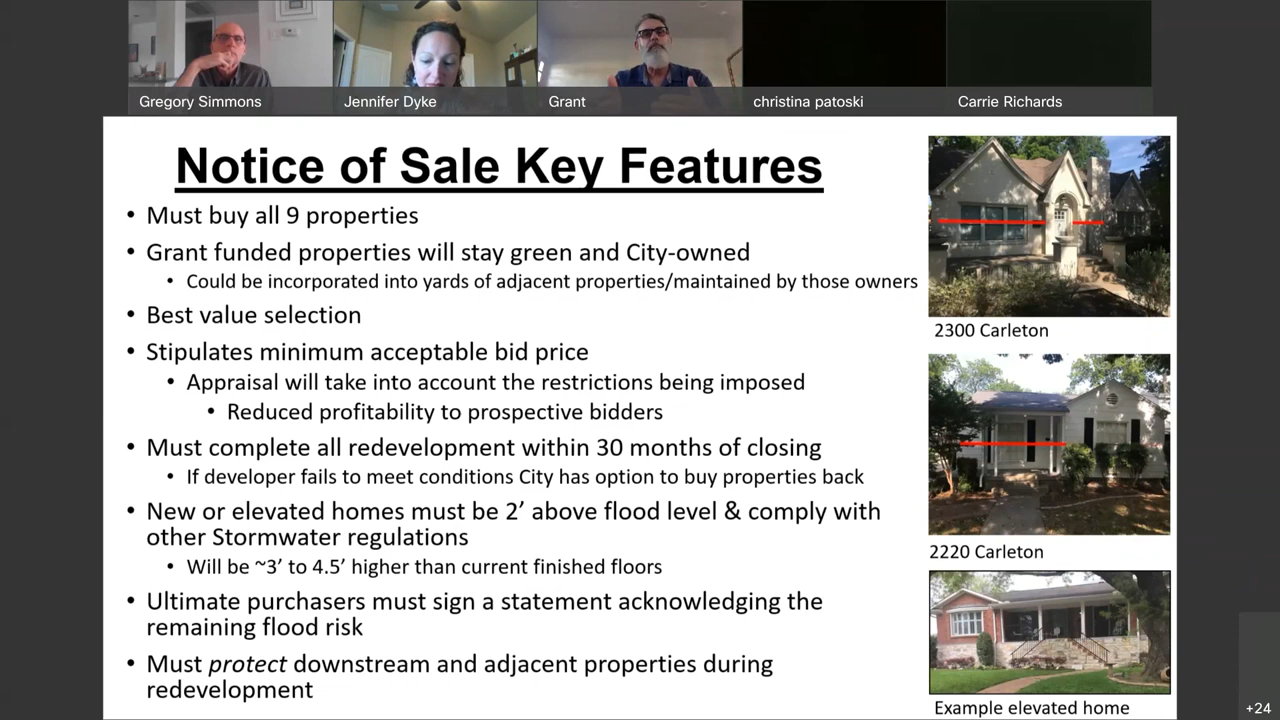 Gregory Simmons
Jennifer Dyke
Grant
christina patoski
Carrie Richards
Notice of Sale Key Features
• Must buy all 9 properties
• Grant funded properties will stay green and City-owned
• Could be incorporated into yards of adjacent properties/maintained by those owners
• Best value selection
• Stipulates minimum acceptable bid price
• Appraisal will take into account the restrictions being imposed
• Reduced profitability to prospective bidders
• Must complete all redevelopment within 30 months of closing
• If developer fails to meet conditions City has option to buy properties back
• New or elevated homes must be 2’ above flood level & comply with
other Stormwater regulations
• Will be ~3’ to 4.5’ higher than current finished floors
• Ultimate purchasers must sign a statement acknowledging the
remaining flood risk
• Must protect downstream and adjacent properties during
redevelopment
2300 Carleton
2220 Carleton
Example elevated home
+24